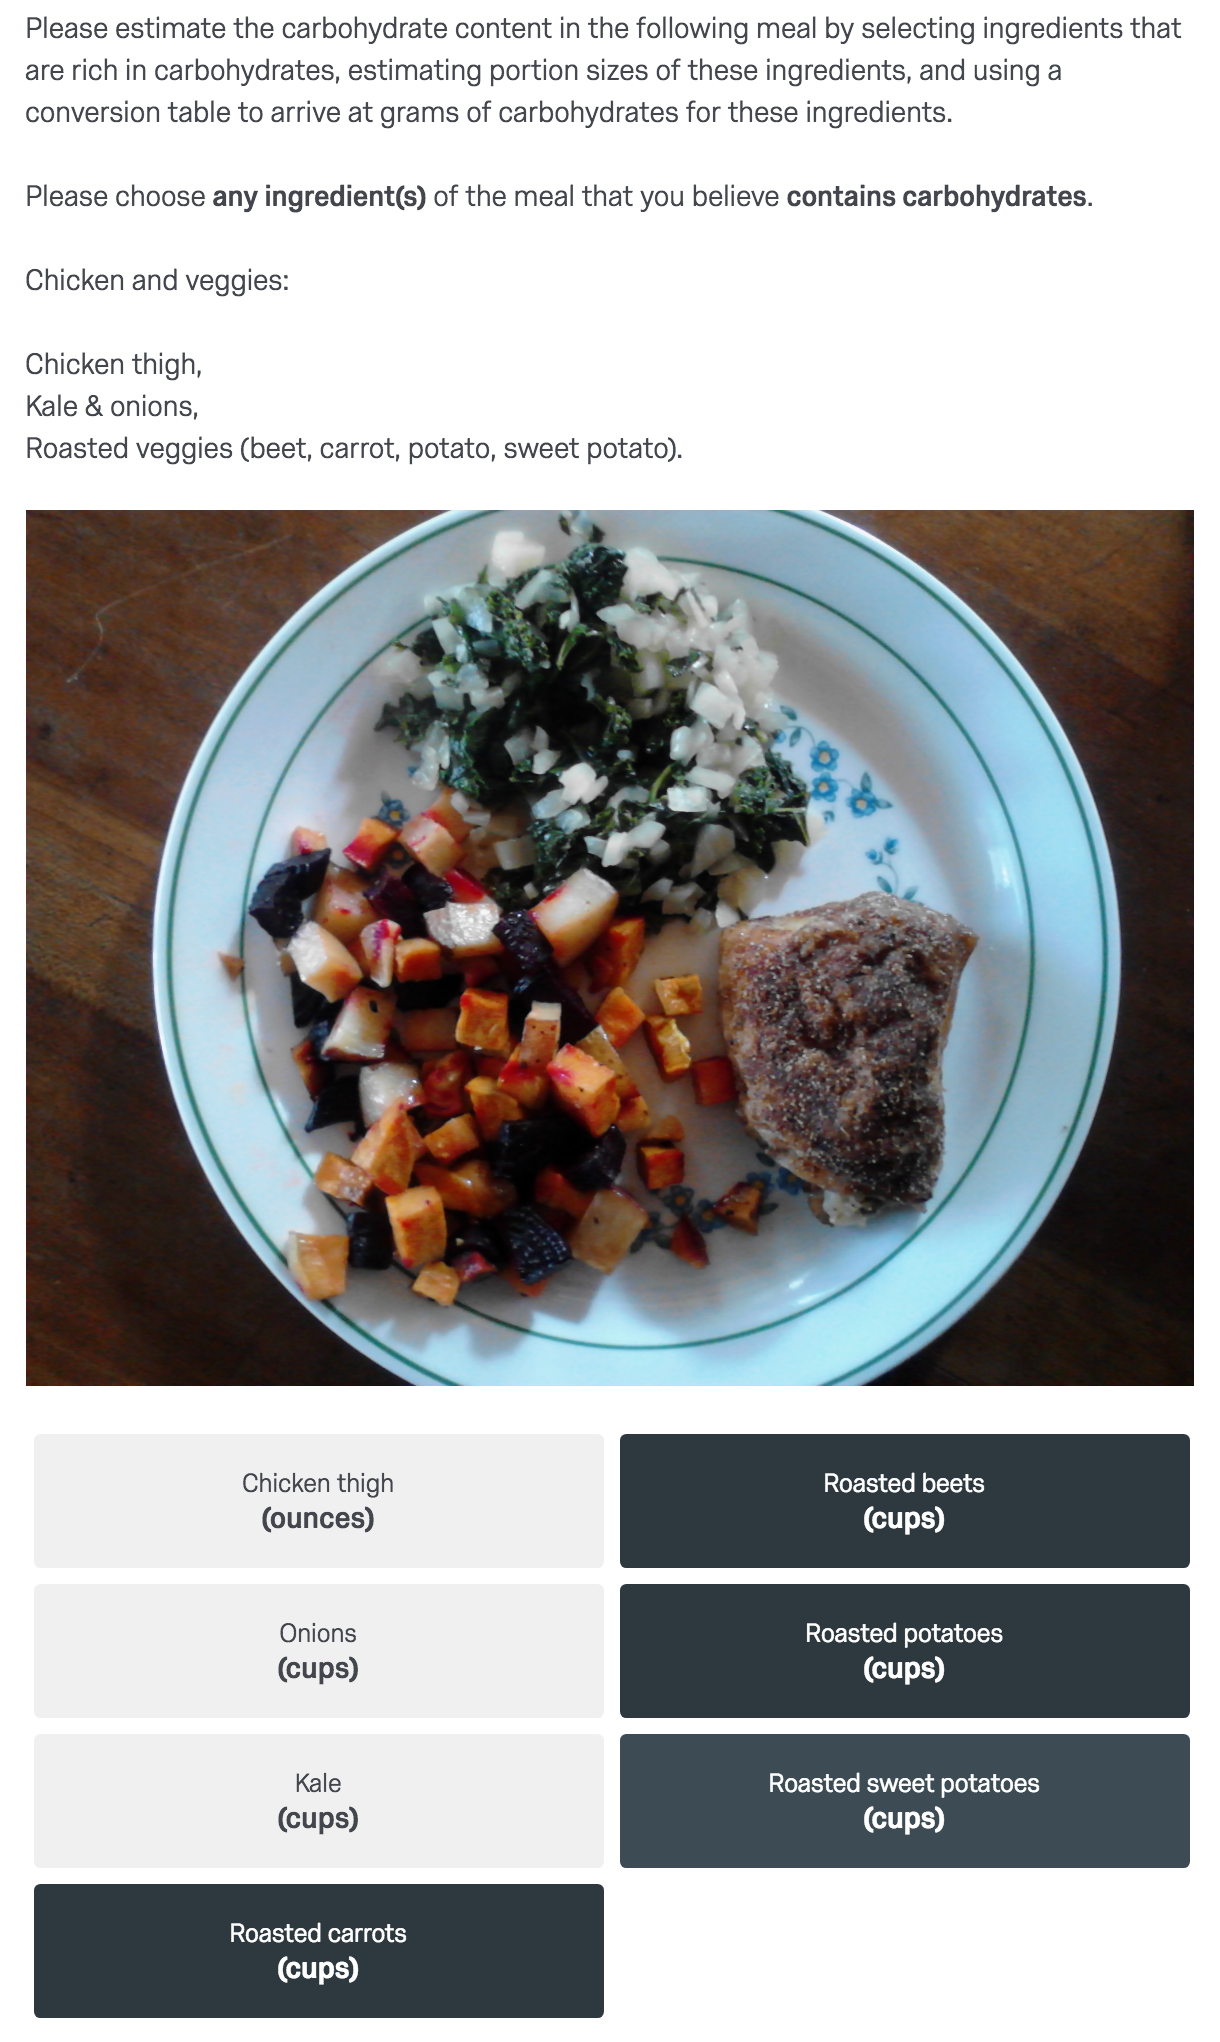 Please estimate the carbohydrate content in the following meal by selecting ingredients that
are rich in carbohydrates, estimating portion sizes of these ingredients, and using a
conversion table to arrive at grams of carbohydrates for these ingredients.
Please choose any ingredient(s) of the meal that you believe contains carbohydrates.
Chicken and veggies:
Chicken thigh,
Kale & onions,
Roasted veggies (beet, carrot, potato, sweet potato).
Chicken thigh
(ounces)
Roasted beets
(cups)
Onions
(cups)
Roasted potatoes
(cups)
Kale
(cups)
Roasted sweet potatoes
(cups)
Roasted carrots
(cups)